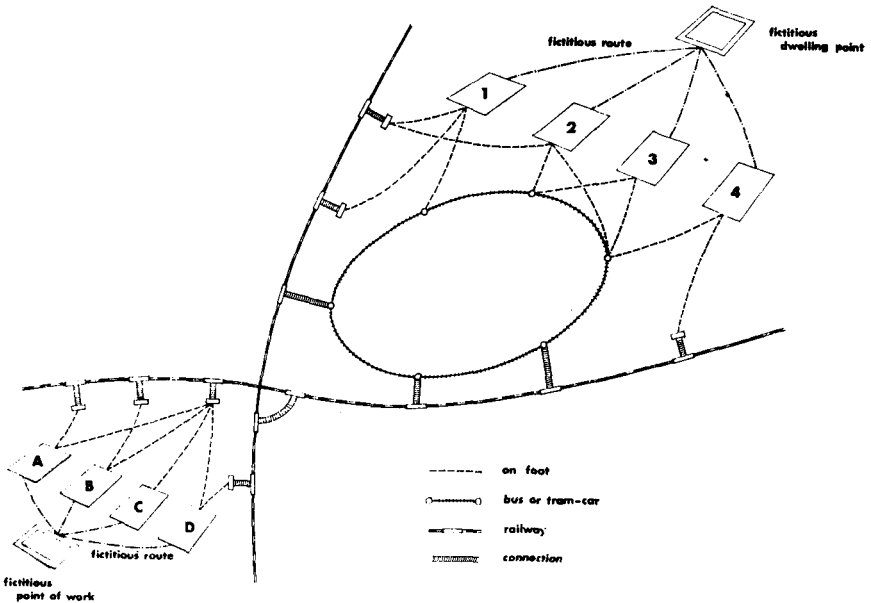 fictitious route
fictitious
dwelling point
1
2
3
4
A
B
C
D
fictitious route
fictitious
point of work
on foot
bus or tram-car
railway
connection